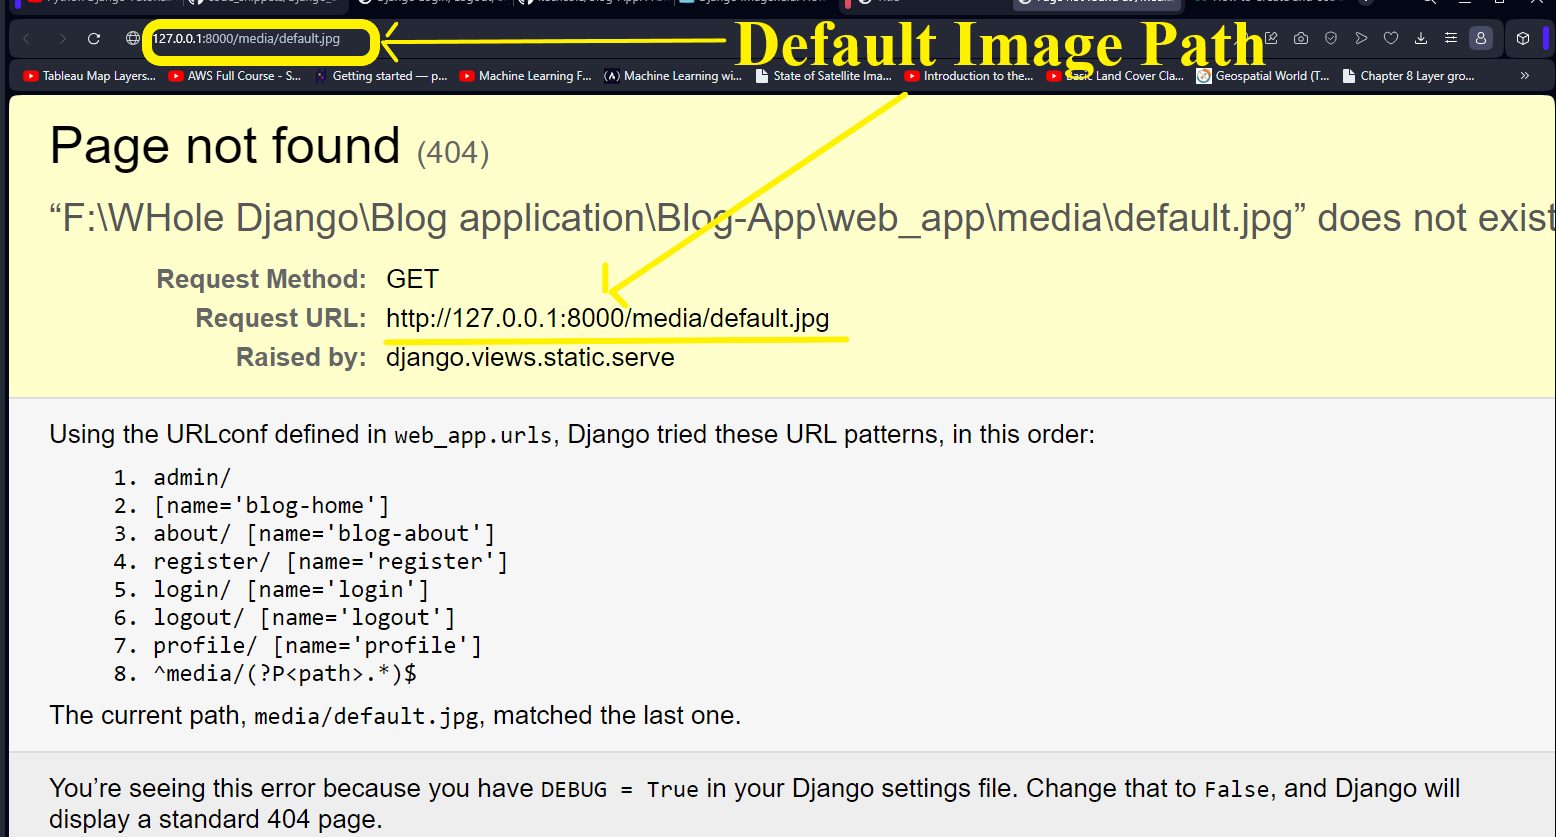 127.0.0.1:8000/media/default.jpg
Default Image Path
Tableau Map Layers...
AWS Full Course - S...
Getting started — p...
Machine Learning F...
Machine Learning wi...
State of Satellite Ima...
Introduction to the...
Basic Land Cover Cla...
Geospatial World (T...
Chapter 8 Layer gro...
»
Page not found (404)
“F:\WHole Django\Blog application\Blog-App\web_app\media\default.jpg” does not exist
Request Method: GET
Request URL: http://127.0.0.1:8000/media/default.jpg
Raised by: django.views.static.serve
Using the URLconf defined in web_app.urls, Django tried these URL patterns, in this order:
1. admin/
2. [name='blog-home']
3. about/ [name='blog-about']
4. register/ [name='register']
5. login/ [name='login']
6. logout/ [name='logout']
7. profile/ [name='profile']
8. ^media/(?P<path>.*)$
The current path, media/default.jpg, matched the last one.
You’re seeing this error because you have DEBUG = True in your Django settings file. Change that to False, and Django will
display a standard 404 page.